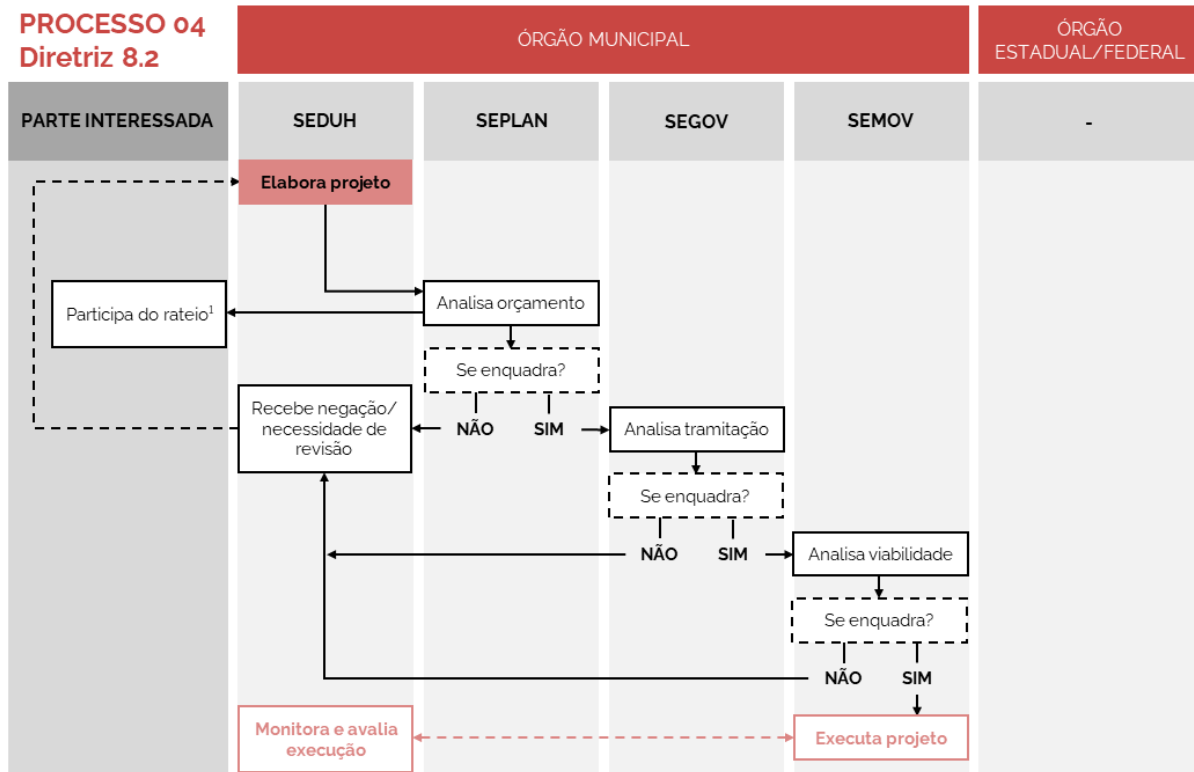 PROCESSO 04
Diretriz 8.2
ÓRGÃO MUNICIPAL
ÓRGÃO
ESTADUAL/FEDERAL
PARTE INTERESSADA
SEDUH
SEPLAN
SEGOV
SEMOV
-
Elabora projeto
Participa do rateio¹
Analisa orçamento
Se enquadra?
Recebe negação/
necessidade de
revisão
NÃO
SIM
Analisa tramitação
Se enquadra?
NÃO
SIM
Analisa viabilidade
Se enquadra?
NÃO
SIM
Monitora e avalia
execução
Executa projeto